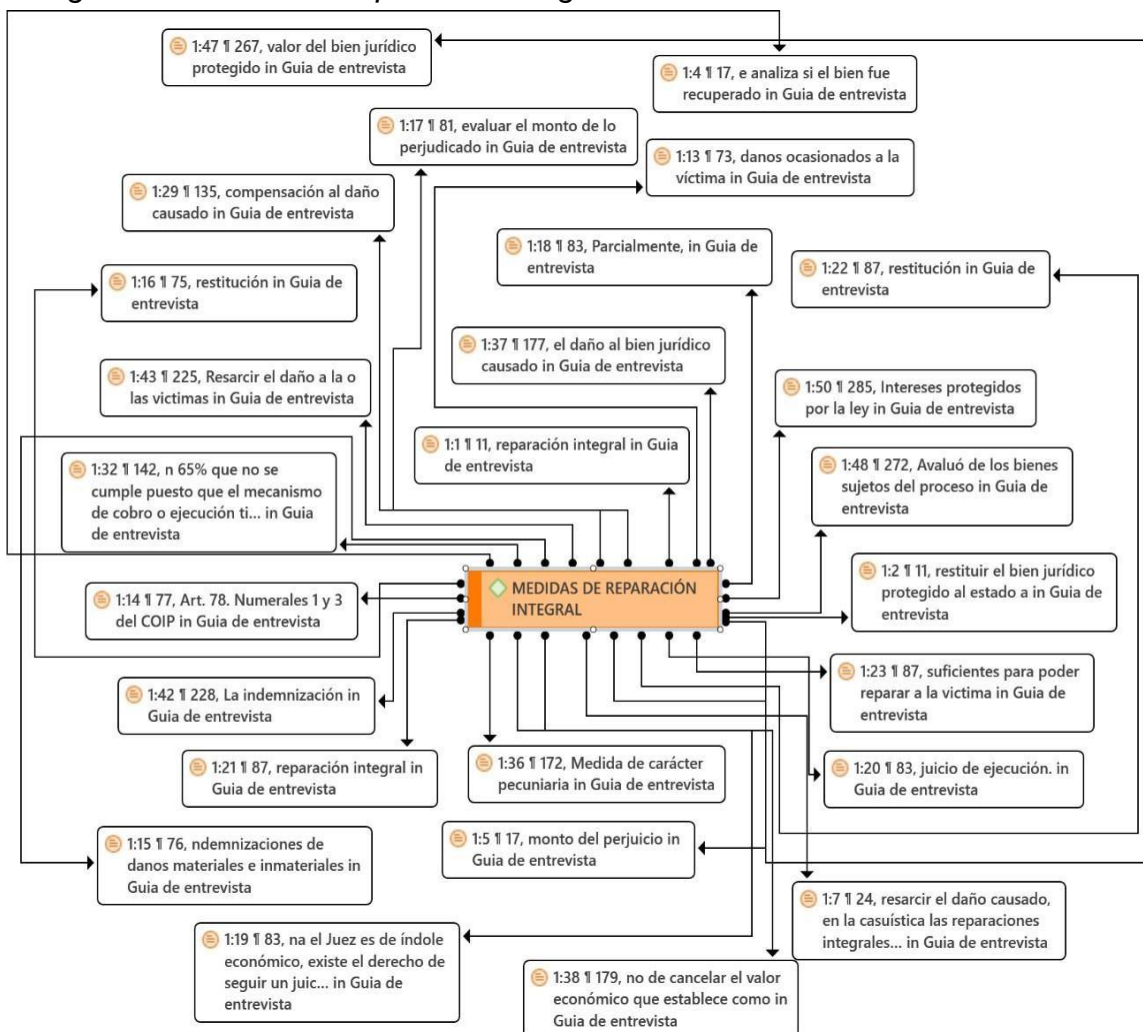 1:47 ¶ 267, valor del bien jurídico
protegido in Guia de entrevista
1:4 ¶ 17, e analiza si el bien fue
recuperado in Guia de entrevista
1:17 ¶ 81, evaluar el monto de lo
perjudicado in Guia de entrevista
1:13 ¶ 73, danos ocasionados a la
víctima in Guia de entrevista
1:29 ¶ 135, compensación al daño
causado in Guia de entrevista
1:18 ¶ 83, Parcialmente, in Guia de
entrevista
1:22 ¶ 87, restitución in Guia de
entrevista
1:16 ¶ 75, restitución in Guia de
entrevista
1:37 ¶ 177, el daño al bien jurídico
causado in Guia de entrevista
1:43 ¶ 225, Resarcir el daño a la o
las victimas in Guia de entrevista
1:50 ¶ 285, Intereses protegidos
por la ley in Guia de entrevista
1:1 ¶ 11, reparación integral in Guia
de entrevista
1:32 ¶ 142, n 65% que no se
cumple puesto que el mecanismo
de cobro o ejecución ti... in Guia
de entrevista
1:48 ¶ 272, Avaluó de los bienes
sujetos del proceso in Guia de
entrevista
MEDIDAS DE REPARACIÓN
INTEGRAL
1:2 ¶ 11, restituir el bien jurídico
protegido al estado a in Guia de
entrevista
1:14 ¶ 77, Art. 78. Numerales 1 y 3
del COIP in Guia de entrevista
1:23 ¶ 87, suficientes para poder
reparar a la victima in Guia de
entrevista
1:42 ¶ 228, La indemnización in
Guia de entrevista
1:21 ¶ 87, reparación integral in
Guia de entrevista
1:36 ¶ 172, Medida de carácter
pecuniaria in Guia de entrevista
1:20 ¶ 83, juicio de ejecución. in
Guia de entrevista
1:15 ¶ 76, ndemnizaciones de
danos materiales e inmateriales in
Guia de entrevista
1:5 ¶ 17, monto del perjuicio in
Guia de entrevista
1:7 ¶ 24, resarcir el daño causado,
en la casuística las reparaciones
integrales... in Guia de entrevista
1:19 ¶ 83, na el Juez es de índole
económico, existe el derecho de
seguir un juic... in Guia de
entrevista
1:38 ¶ 179, no de cancelar el valor
económico que establece como in
Guia de entrevista